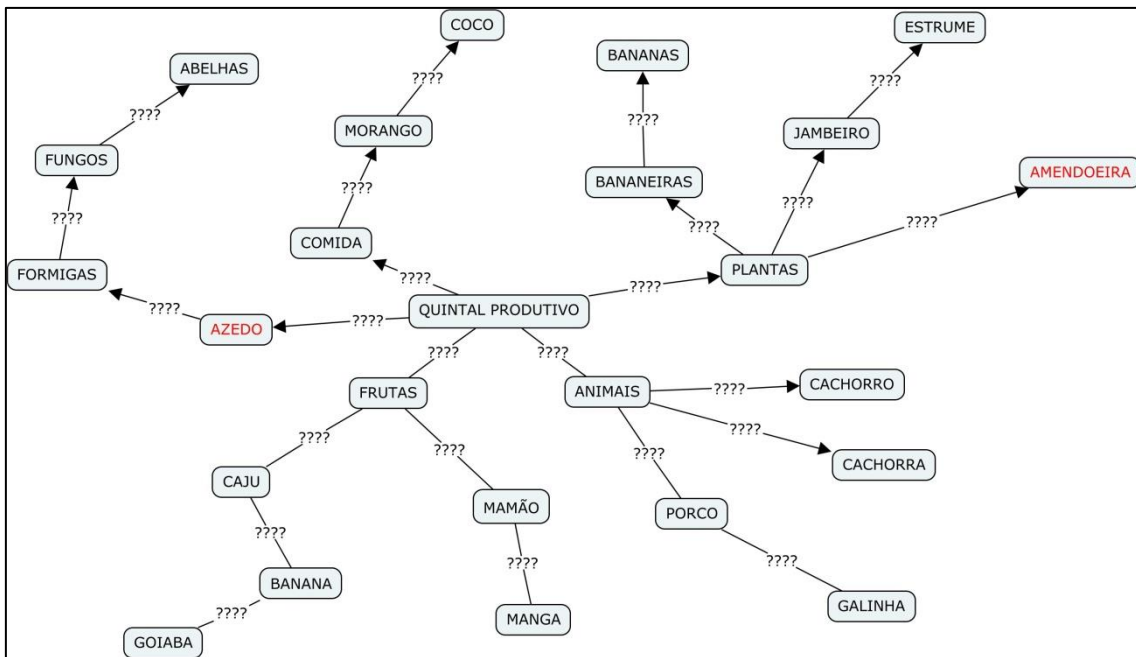 COCO
ESTRUME
BANANAS
ABELHAS
????
????
????
????
MORANGO
JAMBEIRO
FUNGOS
AMENDOEIRA
BANANEIRAS
????
????
????
????
????
????
COMIDA
PLANTAS
FORMIGAS
????
????
????
QUINTAL PRODUTIVO
????
AZEDO
????
????
FRUTAS
ANIMAIS
????
CACHORRO
????
????
????
????
CAJU
CACHORRA
MAMÃO
PORCO
????
????
????
BANANA
????
MANGA
GALINHA
GOIABA